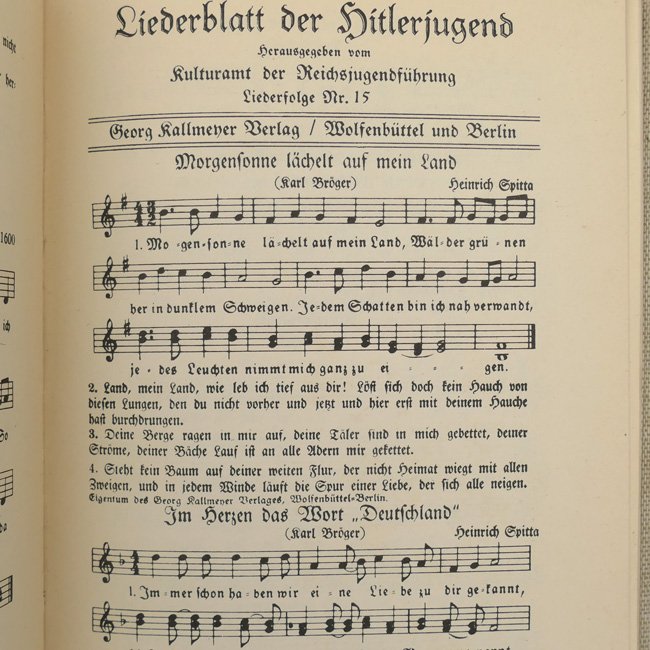 nicht
her-
1600
ich
So
da
Liederblatt der Hitlerjugend
Herausgegeben vom
Kulturamt der Reichsjugendführung
Liederfolge Nr. 15
Georg Kallmeyer Verlag / Wolfenbüttel und Berlin
Morgensonne lächelt auf mein Land
(Karl Bröger) Heinrich Spitta
1. Mo-gen-son-ne lä-chelt auf mein Land, Wäl-der grü-nen
her in dunklem Schweigen. Je-dem Schatten bin ich nah verwandt,
je-des Leuchten nimmt mich ganz zu ei - - - gen.
2. Land, mein Land, wie leb ich tief aus dir! Löst sich doch kein Hauch von
diesen Lungen, den du nicht vorher und jetzt und hier erst mit deinem Hauche
hast durchdrungen.
3. Deine Berge ragen in mir auf, deine Täler sind in mich gebettet, deiner
Ströme, deiner Bäche Lauf ist an alle Adern mir gekettet.
4. Steht kein Baum auf deiner weiten Flur, der nicht Heimat wiegt mit allen
Zweigen, und in jedem Winde läuft die Spur einer Liebe, der sich alle neigen.
Eigentum des Georg Kallmeyer Verlages, Wolfenbüttel-Berlin.
Im Herzen das Wort „Deutschland“
(Karl Bröger) Heinrich Spitta
1. Im-mer schon ha-ben wir ei-ne Lie-be zu dir gekannt,